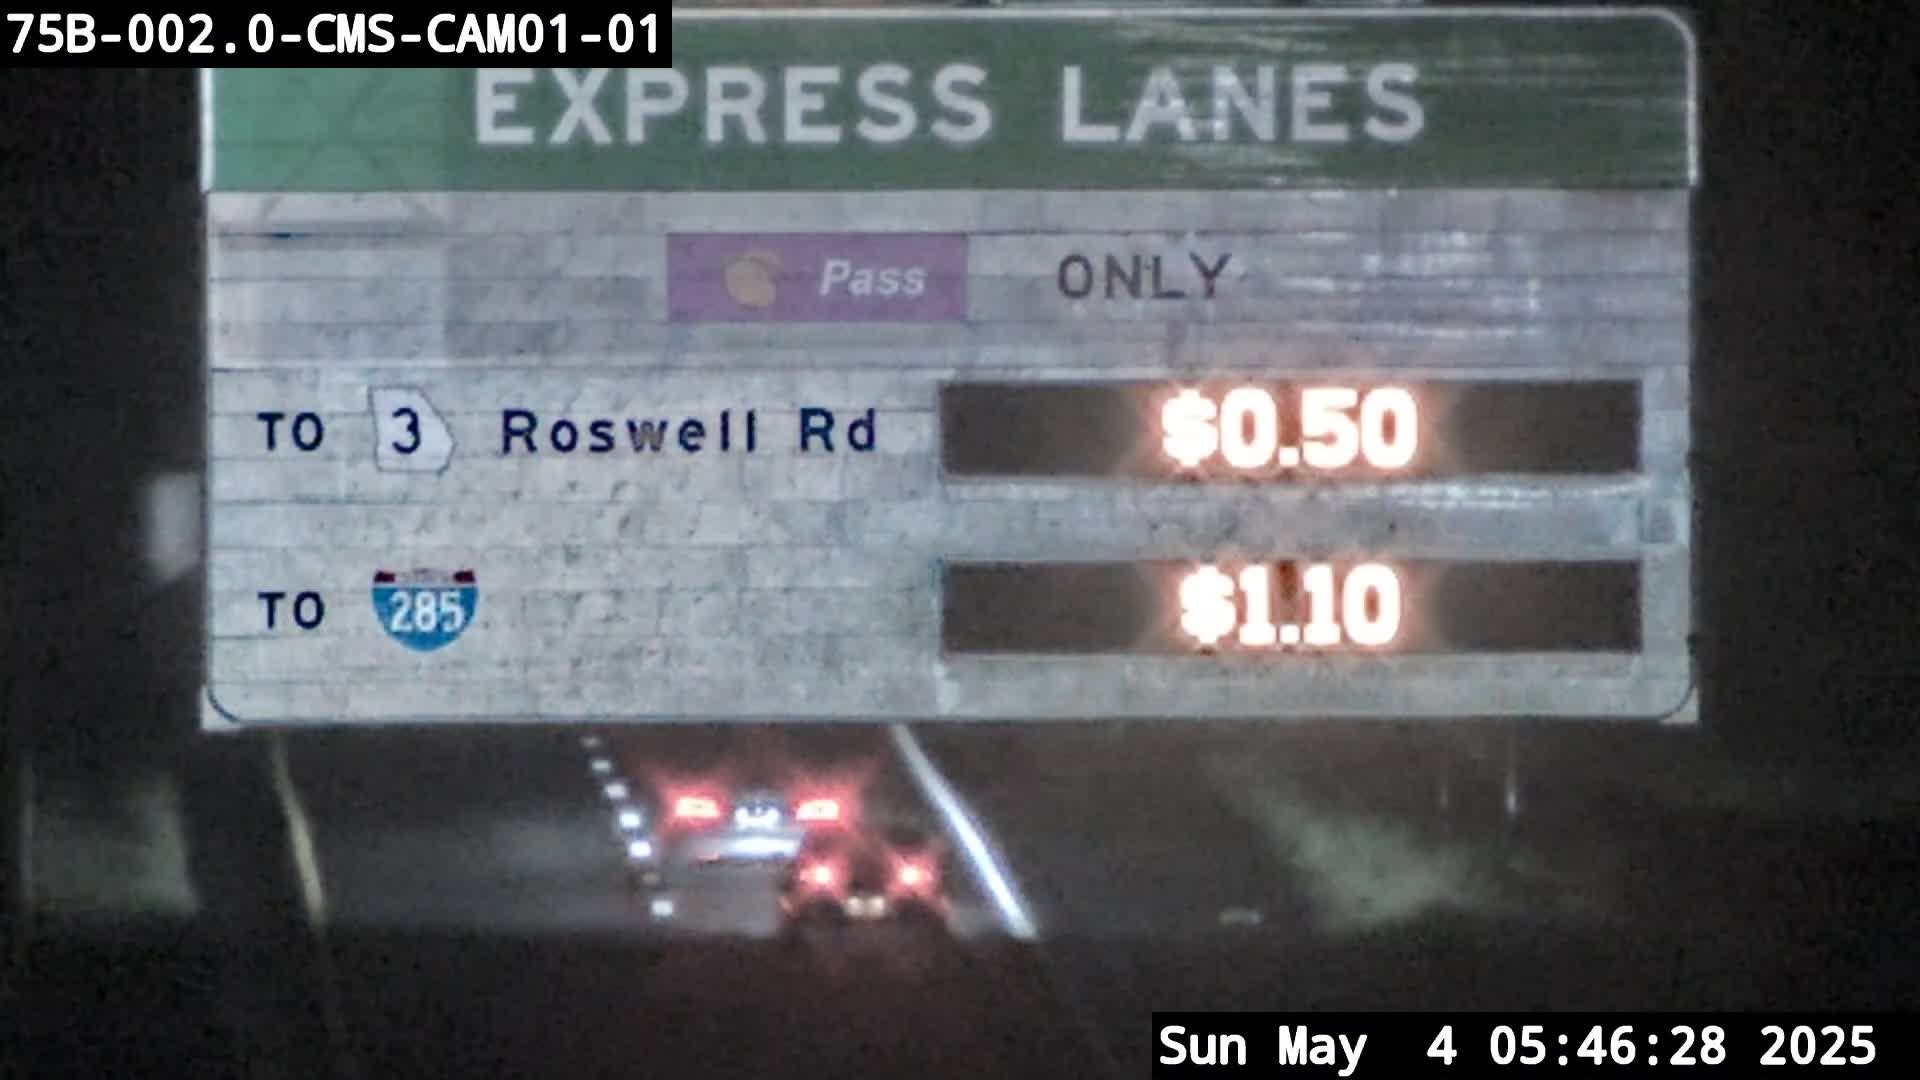 75B-002.0-CMS-CAM01-01
EXPRESS LANES
Pass ONLY
TO 3 Roswell Rd $0.50
TO 285 $1.10
Sun May 4 05:46:28 2025